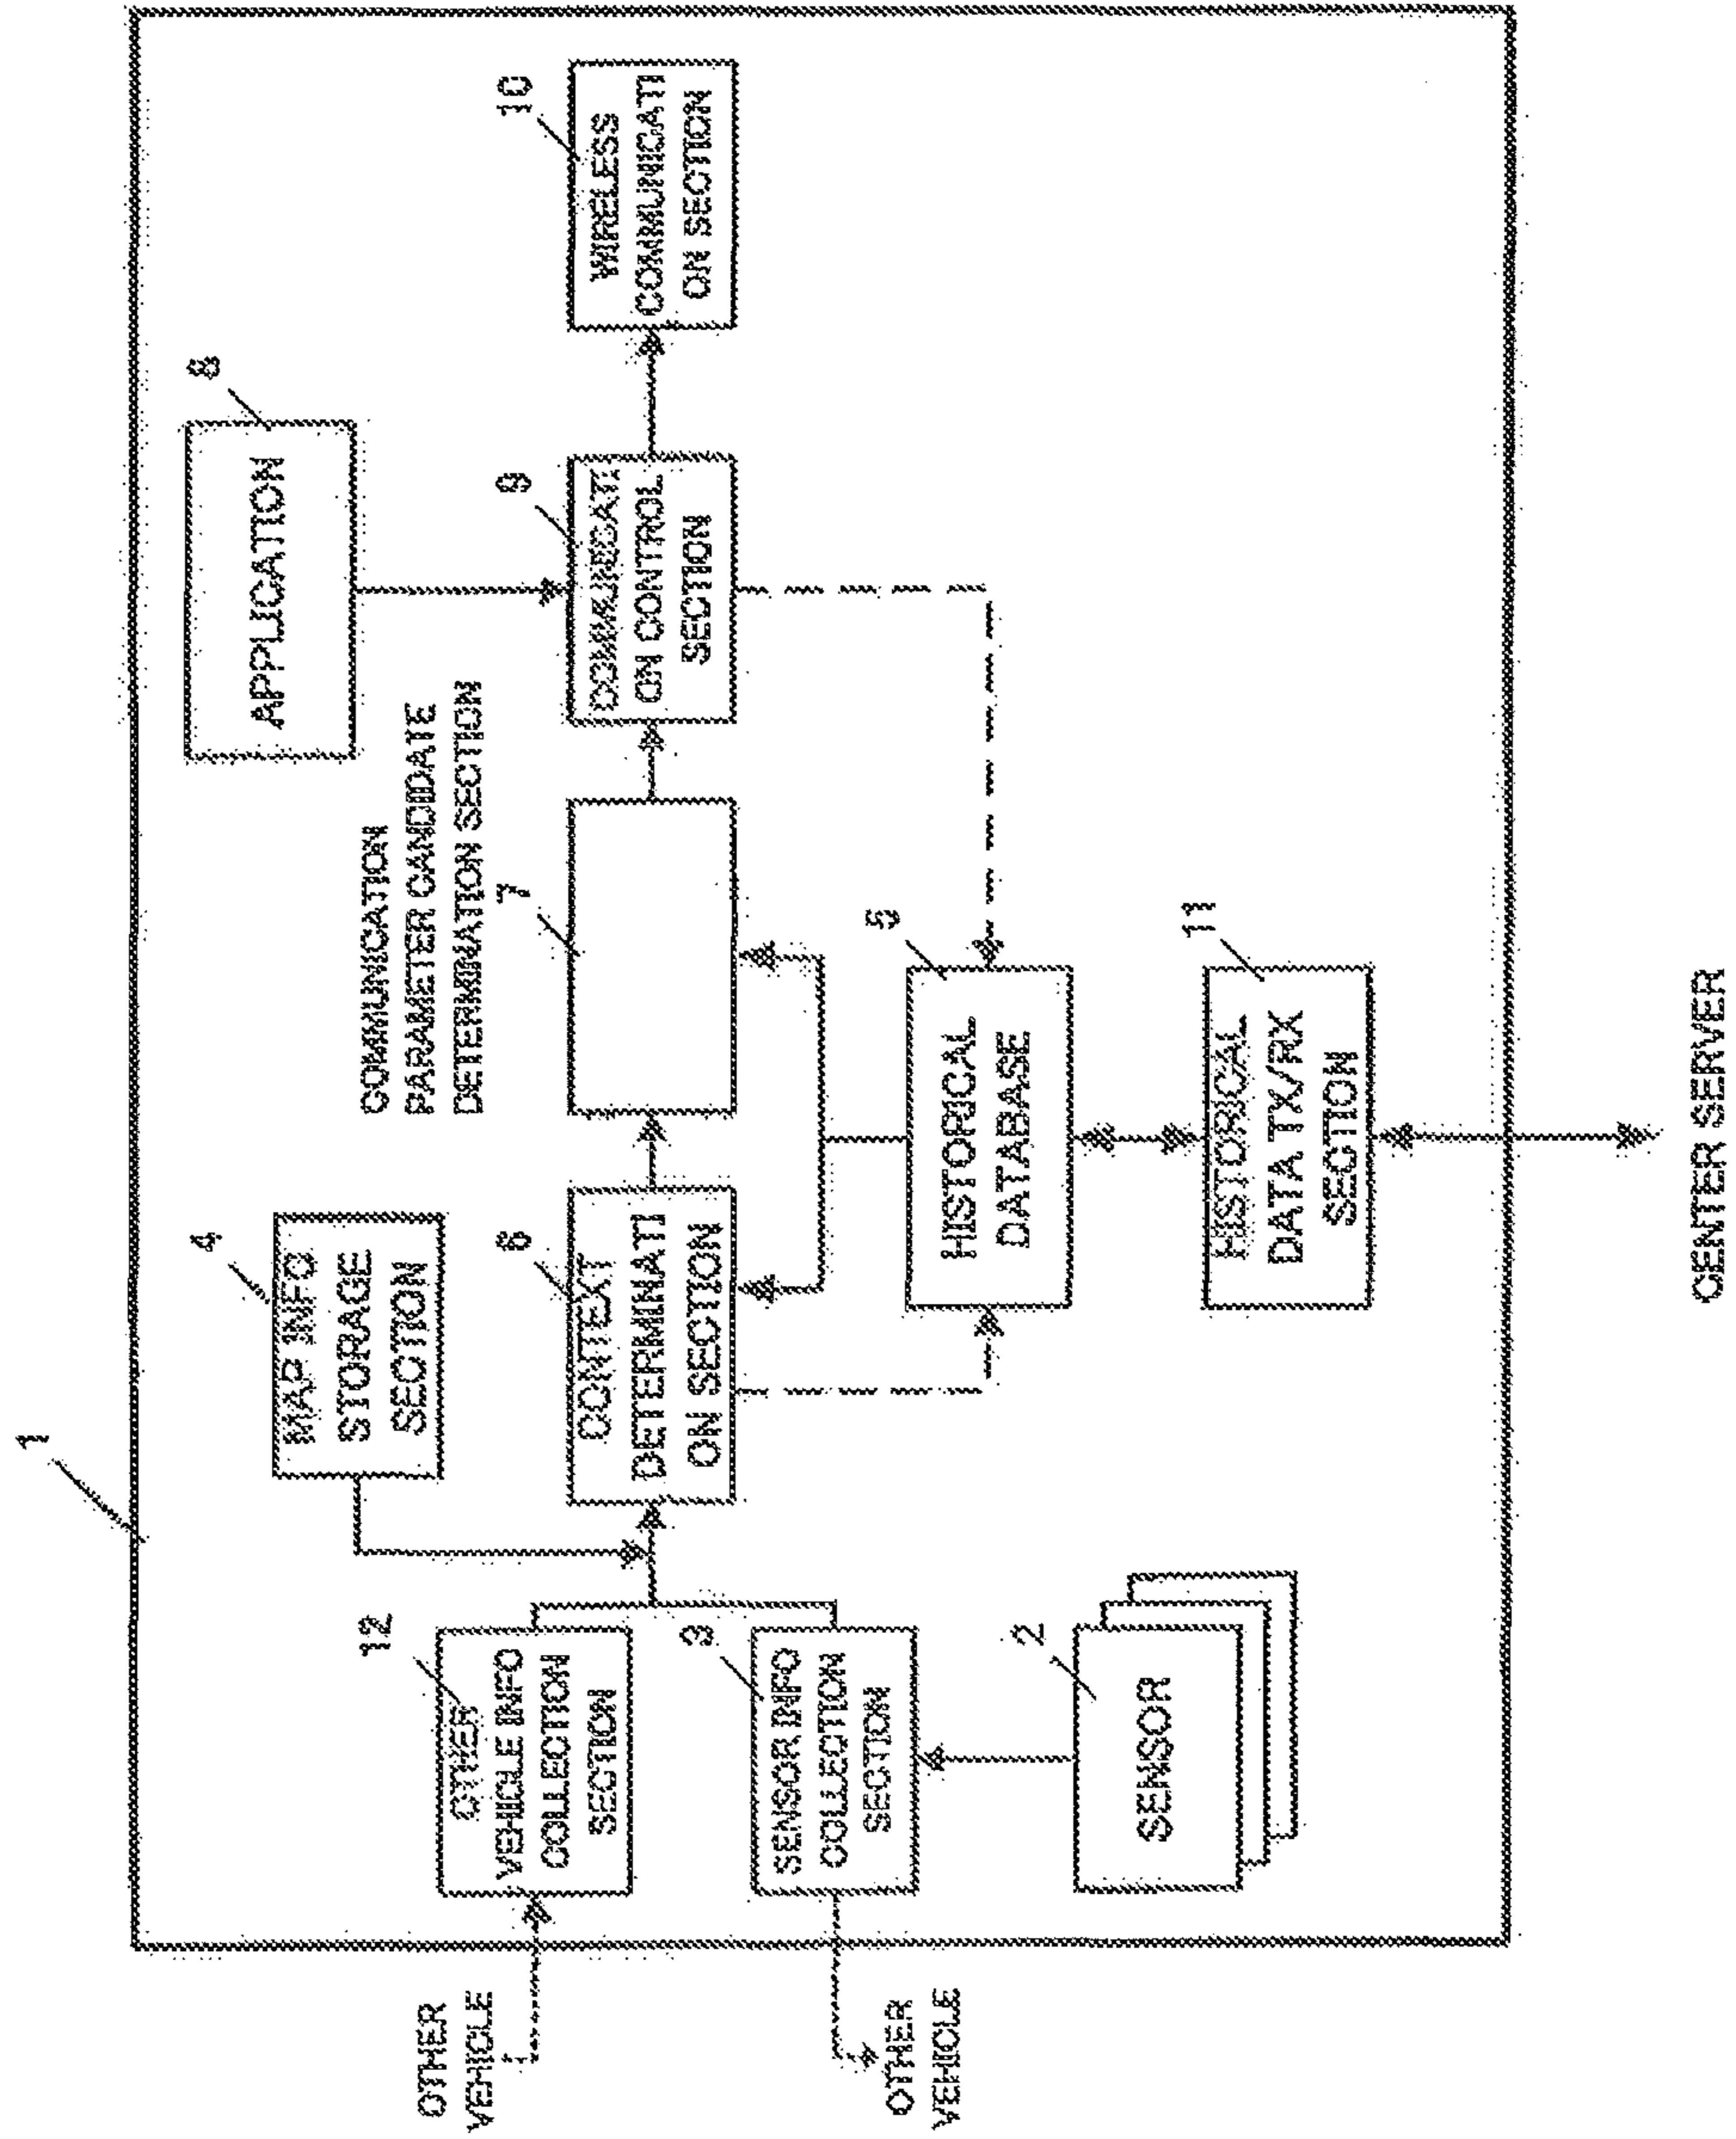 1
OTHER
VEHICLE
12
OTHER
VEHICLE INFO
COLLECTION
SECTION
4
MAP INFO
STORAGE
SECTION
6
CONTEXT
DETERMINATI
ON SECTION
COMMUNICATION
PARAMETER CANDIDATE
DETERMINATION SECTION
7
8
APPLICATION
9
COMMUNICATI
ON CONTROL
SECTION
10
WIRELESS
COMMUNICATI
ON SECTION
3
SENSOR INFO
COLLECTION
SECTION
OTHER
VEHICLE
2
SENSOR
5
HISTORICAL
DATABASE
11
HISTORICAL
DATA TX/RX
SECTION
CENTER SERVER